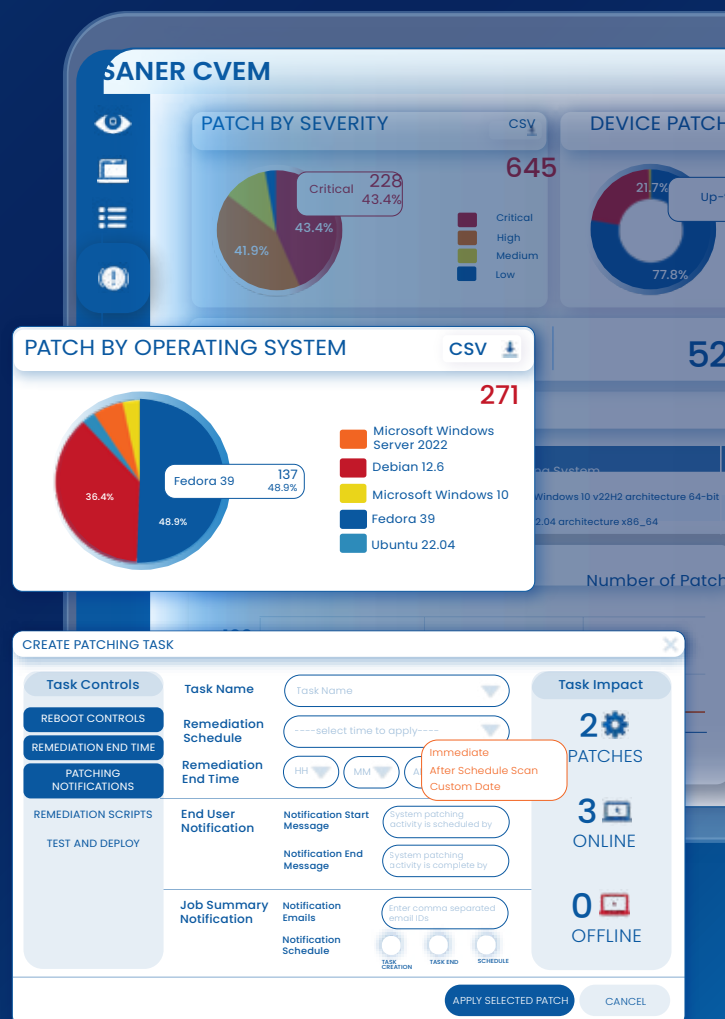 SANER CVEM
PATCH BY SEVERITY
CSV
DEVICE PATCH
645
Critical 228
43.4%
43.4%
41.9%
Critical
High
Medium
Low
21.7%
77.8%
52
PATCH BY OPERATING SYSTEM
CSV
271
Fedora 39 137
48.9%
36.4%
48.9%
Microsoft Windows
Server 2022
Debian 12.6
Microsoft Windows 10
Fedora 39
Ubuntu 22.04
System
Windows 10 v22H2 architecture 64-bit
2.04 architecture x86_64
Number of Patch
CREATE PATCHING TASK
Task Controls
REBOOT CONTROLS
REMEDIATION END TIME
PATCHING
NOTIFICATIONS
REMEDIATION SCRIPTS
TEST AND DEPLOY
Task Name
Task Name
Remediation
Schedule
----select time to apply----
Remediation
End Time
HH
MM
Immediate
After Schedule Scan
Custom Date
End User
Notification
Notification Start
Message
System patching
activity is scheduled by
Notification End
Message
System patching
activity is complete by
Job Summary
Notification
Notification
Emails
Enter comma separated
email IDs
Notification
Schedule
TASK
CREATION
TASK END
SCHEDULE
Task Impact
2
PATCHES
3
ONLINE
0
OFFLINE
APPLY SELECTED PATCH
CANCEL